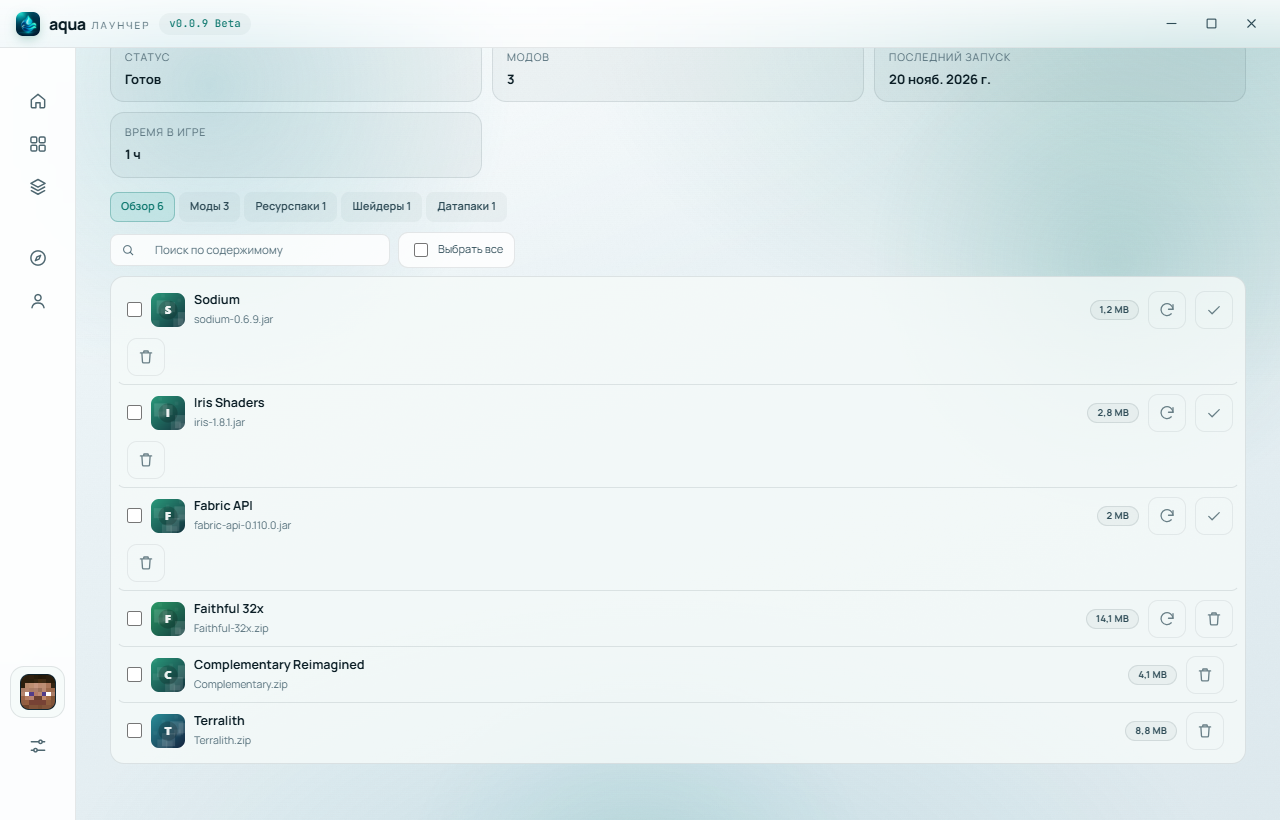 aqua ЛАУНЧЕР v0.0.9 Beta
СТАТУС
Готов
МОДОВ
3
ПОСЛЕДНИЙ ЗАПУСК
20 нояб. 2026 г.
ВРЕМЯ В ИГРЕ
1 ч
Обзор 6 Моды 3 Ресурспаки 1 Шейдеры 1 Датапаки 1
Поиск по содержимому Выбрать все
S Sodium
sodium-0.6.9.jar
1,2 MB
I Iris Shaders
iris-1.8.1.jar
2,8 MB
F Fabric API
fabric-api-0.110.0.jar
2 MB
F Faithful 32x
Faithful-32x.zip
14,1 MB
C Complementary Reimagined
Complementary.zip
4,1 MB
T Terralith
Terralith.zip
8,8 MB